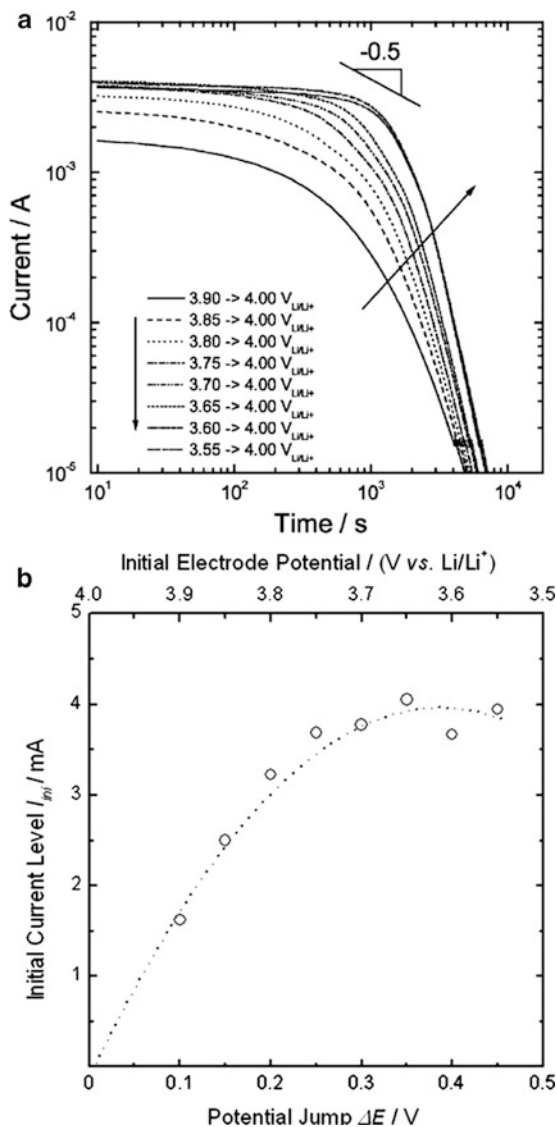 a
10⁻²
-0.5
10⁻³
10⁻⁴
10⁻⁵
Current / A
3.90 -> 4.00 V_Li/Li+
3.85 -> 4.00 V_Li/Li+
3.80 -> 4.00 V_Li/Li+
3.75 -> 4.00 V_Li/Li+
3.70 -> 4.00 V_Li/Li+
3.65 -> 4.00 V_Li/Li+
3.60 -> 4.00 V_Li/Li+
3.55 -> 4.00 V_Li/Li+
10¹ 10² 10³ 10⁴
Time / s
b
Initial Electrode Potential / (V vs. Li/Li⁺)
4.0 3.9 3.8 3.7 3.6 3.5
5
4
3
2
1
Initial Current Level I_ini / mA
0 0.1 0.2 0.3 0.4 0.5
Potential Jump ΔE / V